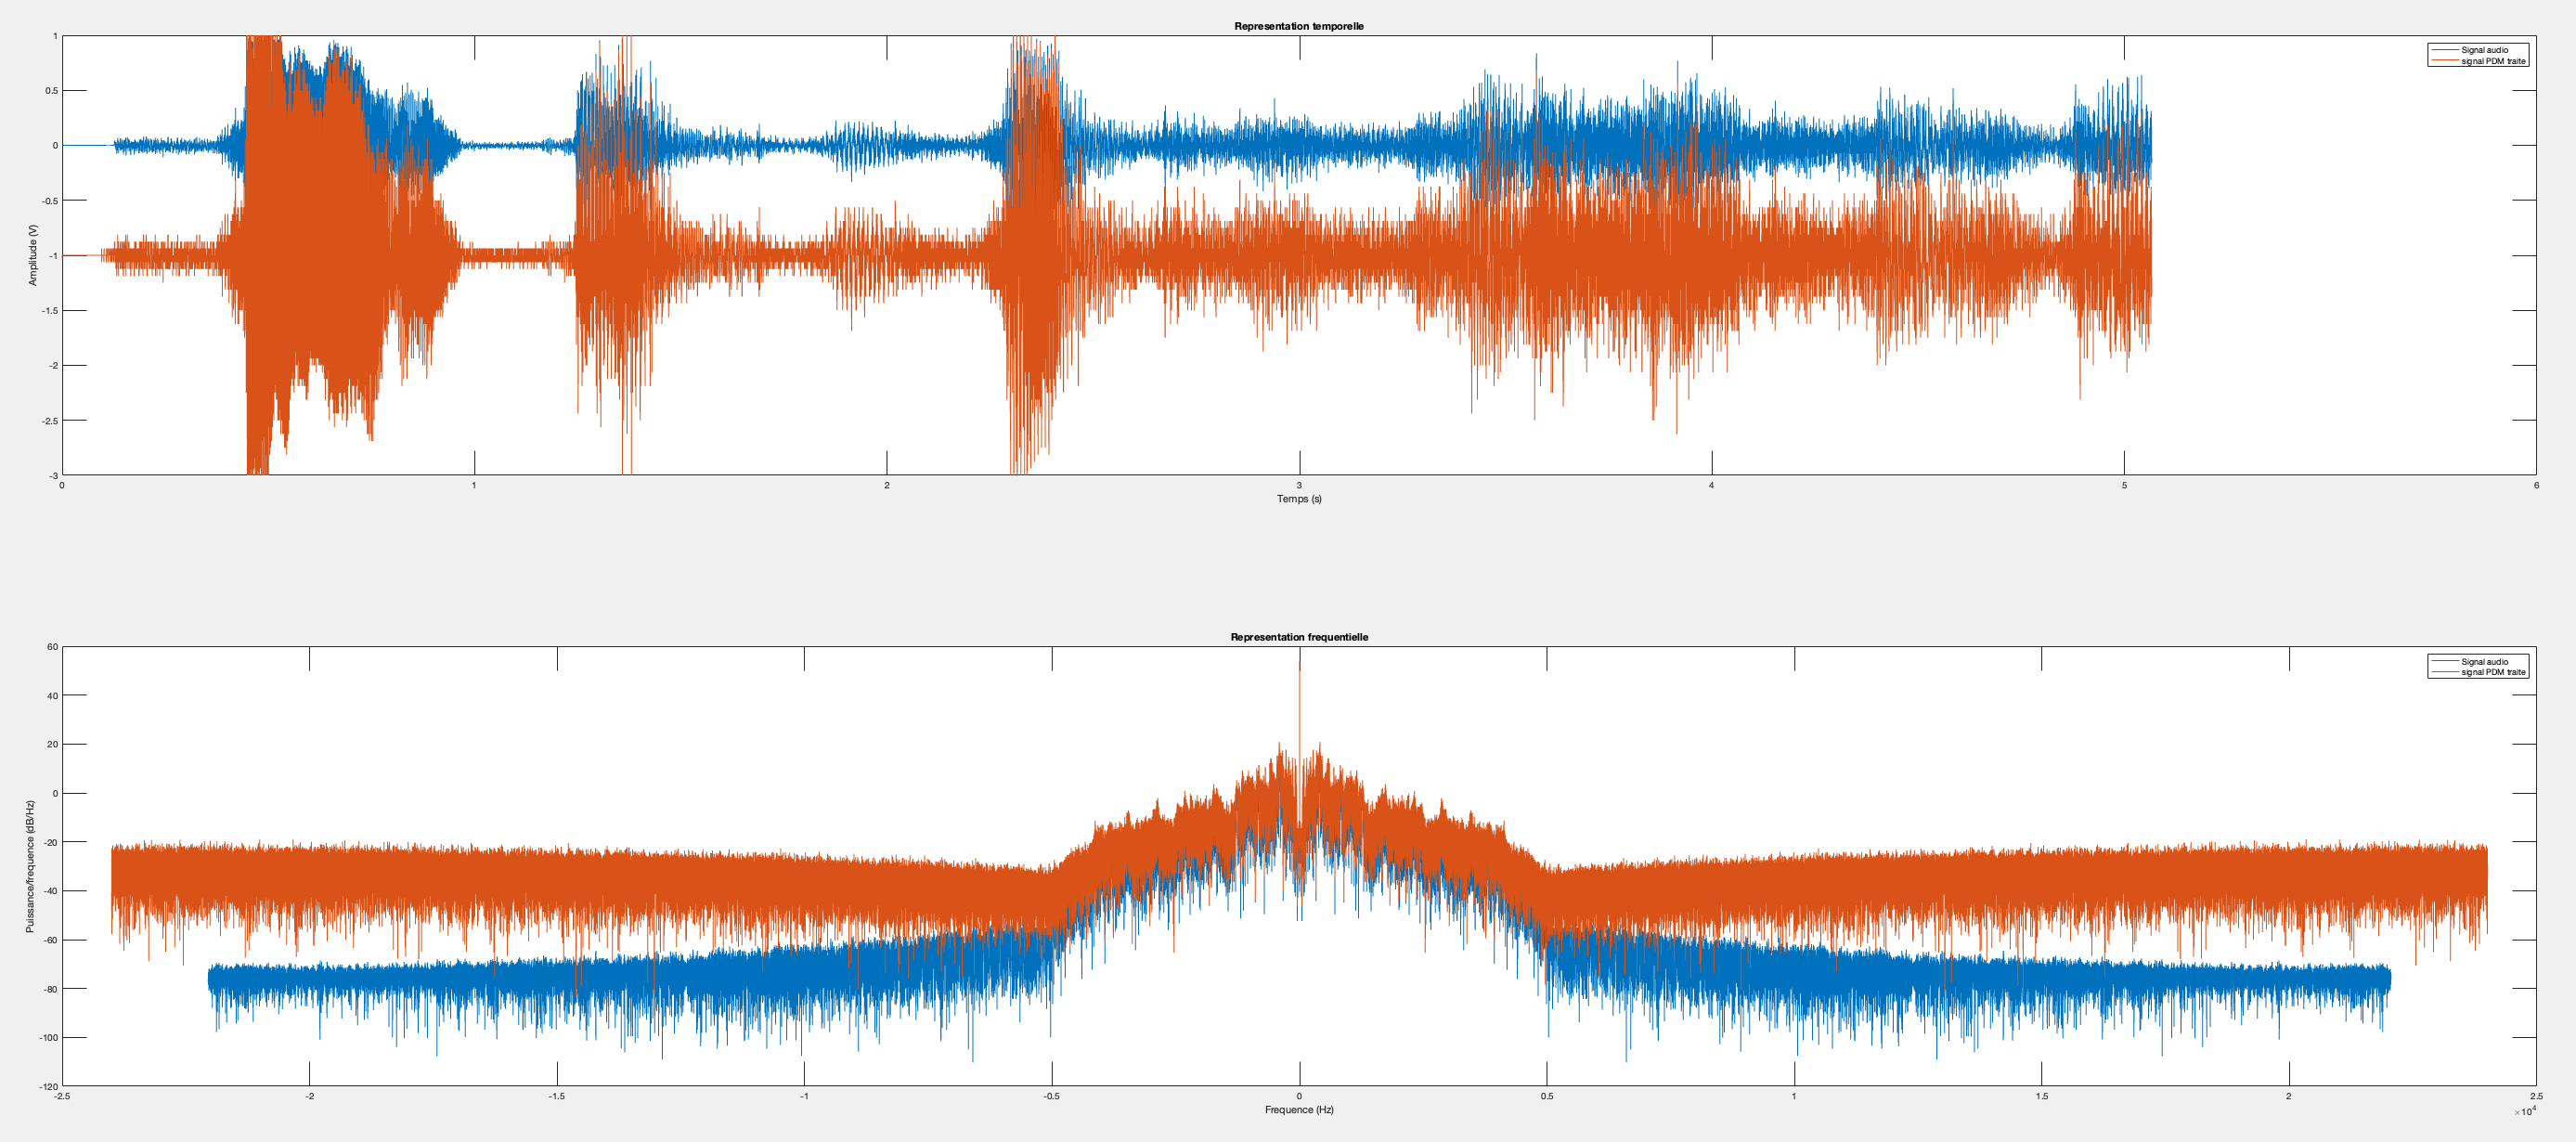 Representation temporelle
Signal audio
signal PDM traite
1
0.5
0
-0.5
-1
-1.5
-2
-2.5
-3
Amplitude (V)
0 1 2 3 4 5 6
Temps (s)
Representation frequentielle
Signal audio
signal PDM traite
60
40
20
0
-20
-40
-60
-80
-100
-120
Puissance/frequence (dB/Hz)
-2.5 -2 -1.5 -1 -0.5 0 0.5 1 1.5 2 2.5
Frequence (Hz)
×10^4